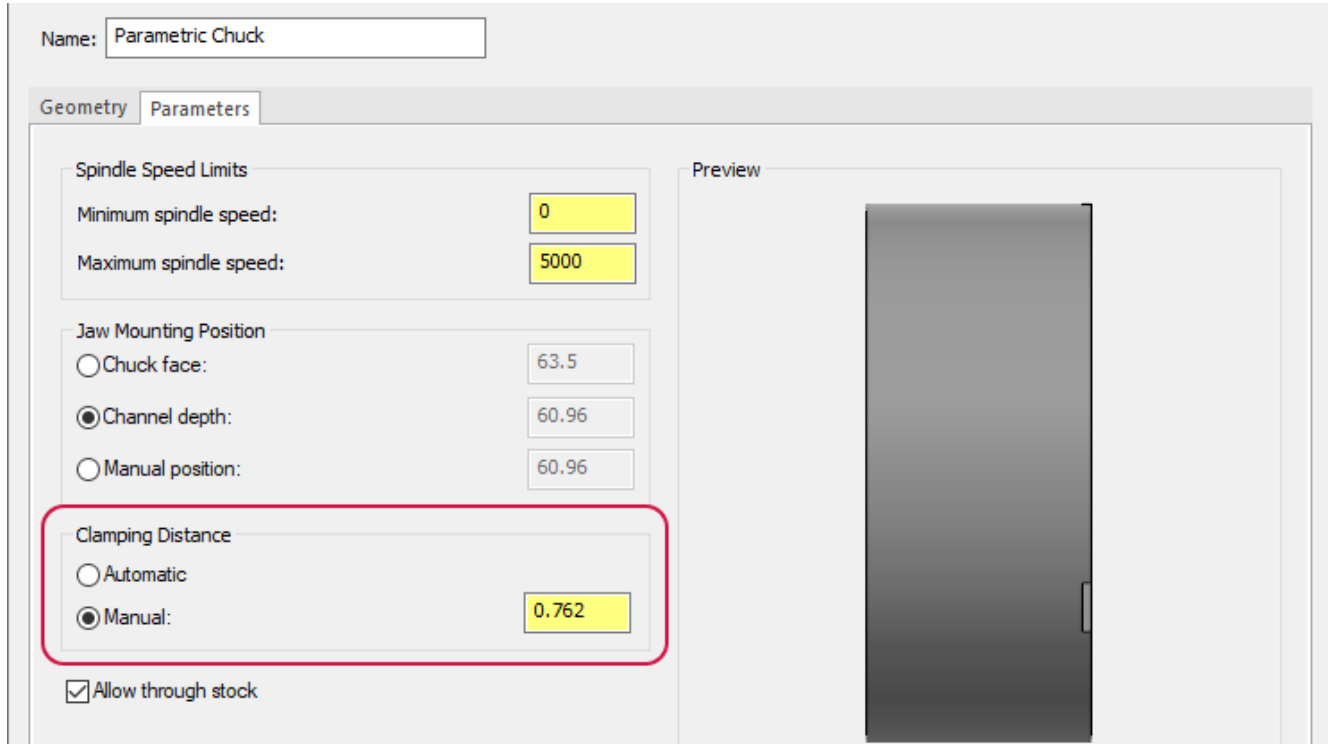 Name: Parametric Chuck
Geometry Parameters
Spindle Speed Limits
Minimum spindle speed: 0
Maximum spindle speed: 5000
Jaw Mounting Position
Chuck face: 63.5
Channel depth: 60.96
Manual position: 60.96
Clamping Distance
Automatic
Manual: 0.762
Allow through stock
Preview